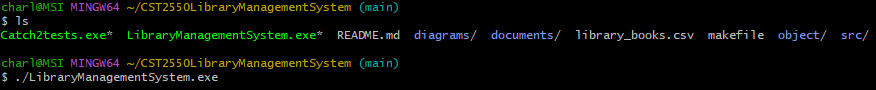 charl@MSI MINGW64 ~/CST2550LibraryManagementSystem (main)
$ ls
Catch2tests.exe* LibraryManagementSystem.exe* README.md diagrams/ documents/ library_books.csv makefile object/ src/
charl@MSI MINGW64 ~/CST2550LibraryManagementSystem (main)
$ ./LibraryManagementSystem.exe